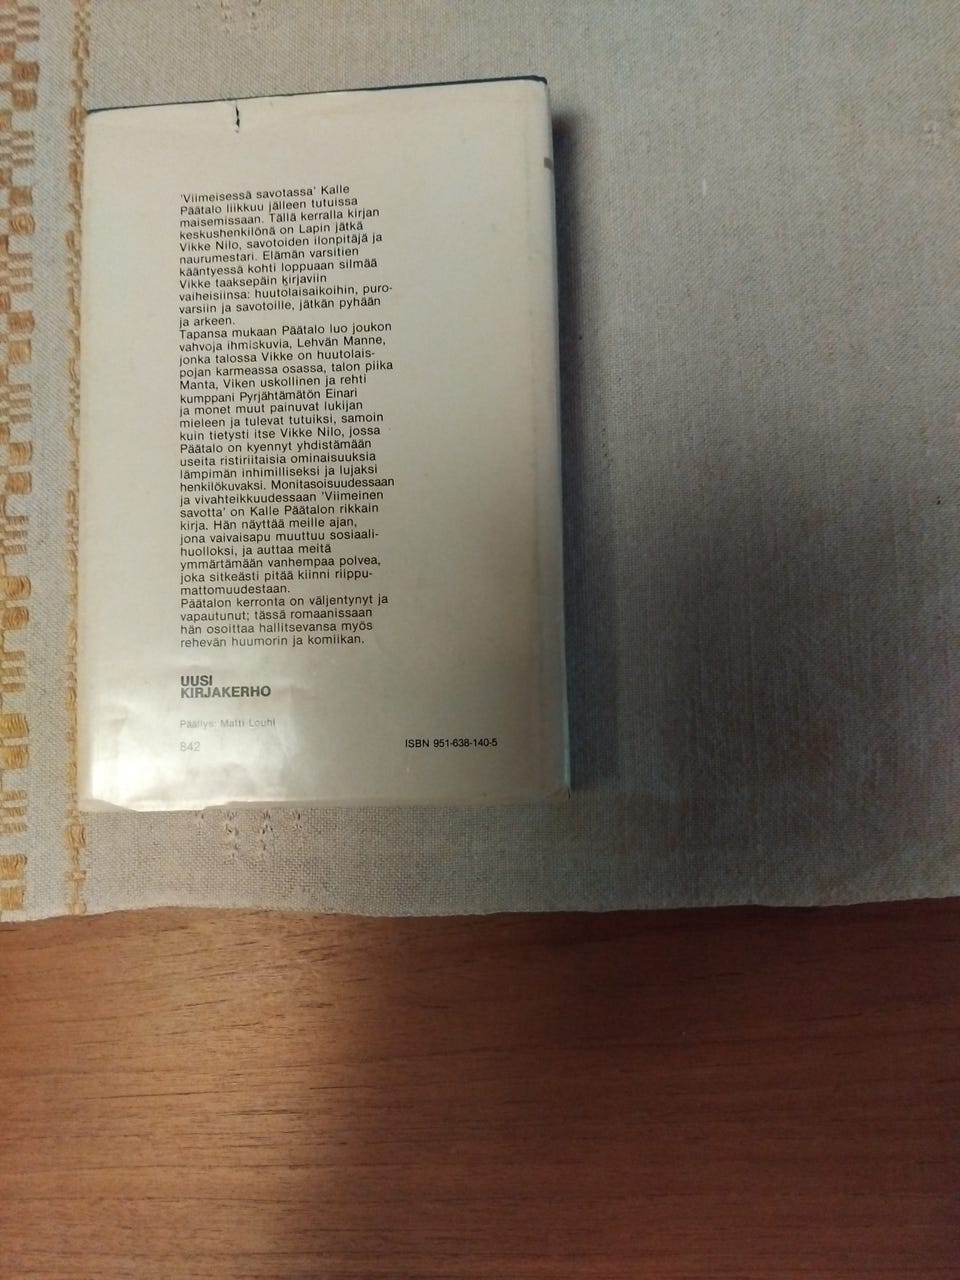 'Viimeisessä savotassa' Kalle
Päätalo liikkuu jälleen tutuissa
maisemissaan. Tällä kerralla kirjan
keskushenkilönä on Lapin jätkä
Vikke Nilo, savotoiden ilonpitäjä ja
naurumestari. Elämän varsitien
kääntyessä kohti loppuaan silmää
Vikke taaksepäin kirjaviin
vaiheisiinsa: huutolaisaikoihin, puro-
varsiin ja savotoille, jätkän pyhään
ja arkeen.
Tapansa mukaan Päätalo luo joukon
vahvoja ihmiskuvia, Lehvän Manne,
jonka talossa Vikke on huutolais-
pojan karmeassa osassa, talon piika
Manta, Viken uskollinen ja rehti
kumppani Pyrjähtämätön Einari
ja monet muut painuvat lukijan
mieleen ja tulevat tutuiksi, samoin
kuin tietysti itse Vikke Nilo, jossa
Päätalo on kyennyt yhdistämään
useita ristiriitaisia ominaisuuksia
lämpimän inhimilliseksi ja lujaksi
henkilökuvaksi. Monitasoisuudessaan
ja vivahteikkuudessaan 'Viimeinen
savotta' on Kalle Päätalon rikkain
kirja. Hän näyttää meille ajan,
jona vaivaisapu muuttuu sosiaali-
huolloksi, ja auttaa meitä
ymmärtämään vanhempaa polvea,
joka sitkeästi pitää kiinni riippu-
mattomuudestaan.
Päätalon kerronta on väljentynyt ja
vapautunut; tässä romaanissaan
hän osoittaa hallitsevansa myös
rehevän huumorin ja komiikan.
UUSI
KIRJAKERHO
Päällys: Matti Louhi
842
ISBN 951-638-140-5